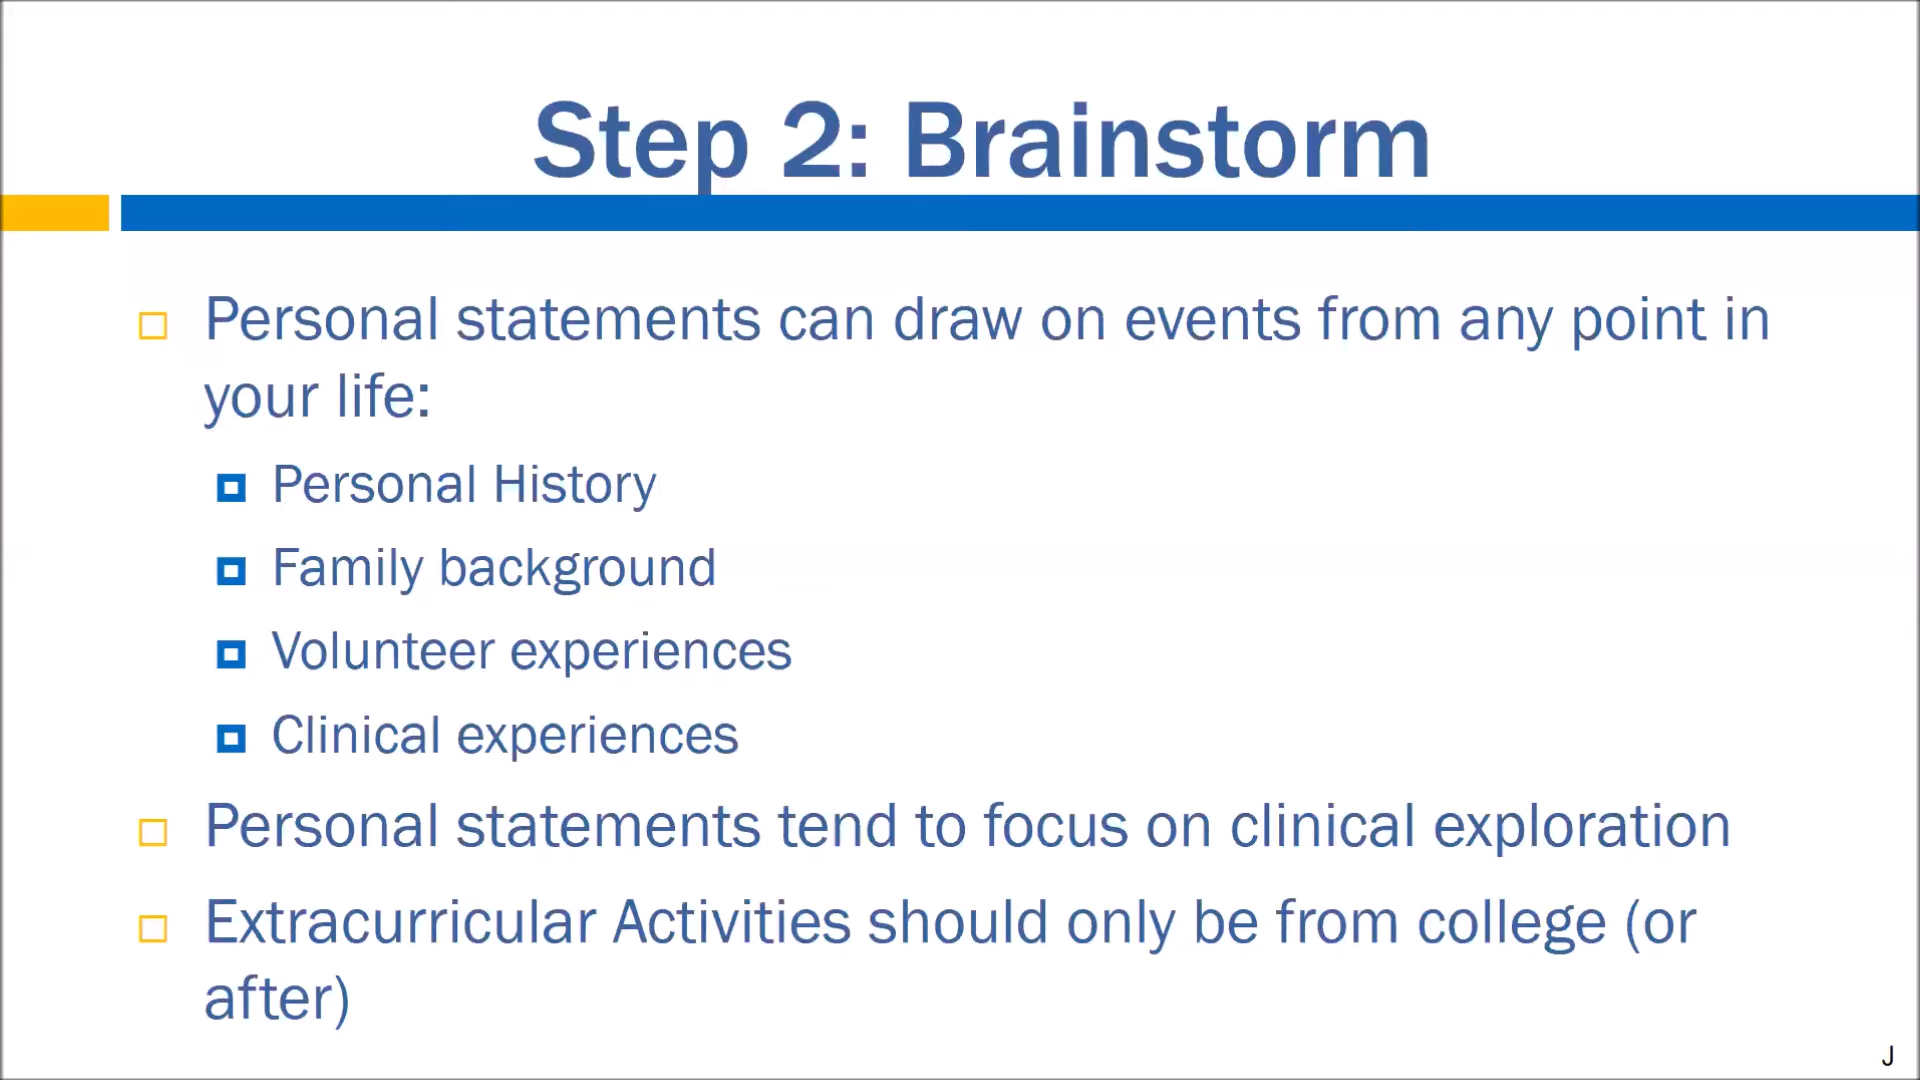 Step 2: Brainstorm
Personal statements can draw on events from any point in
your life:
Personal History
Family background
Volunteer experiences
Clinical experiences
Personal statements tend to focus on clinical exploration
Extracurricular Activities should only be from college (or
after)
J